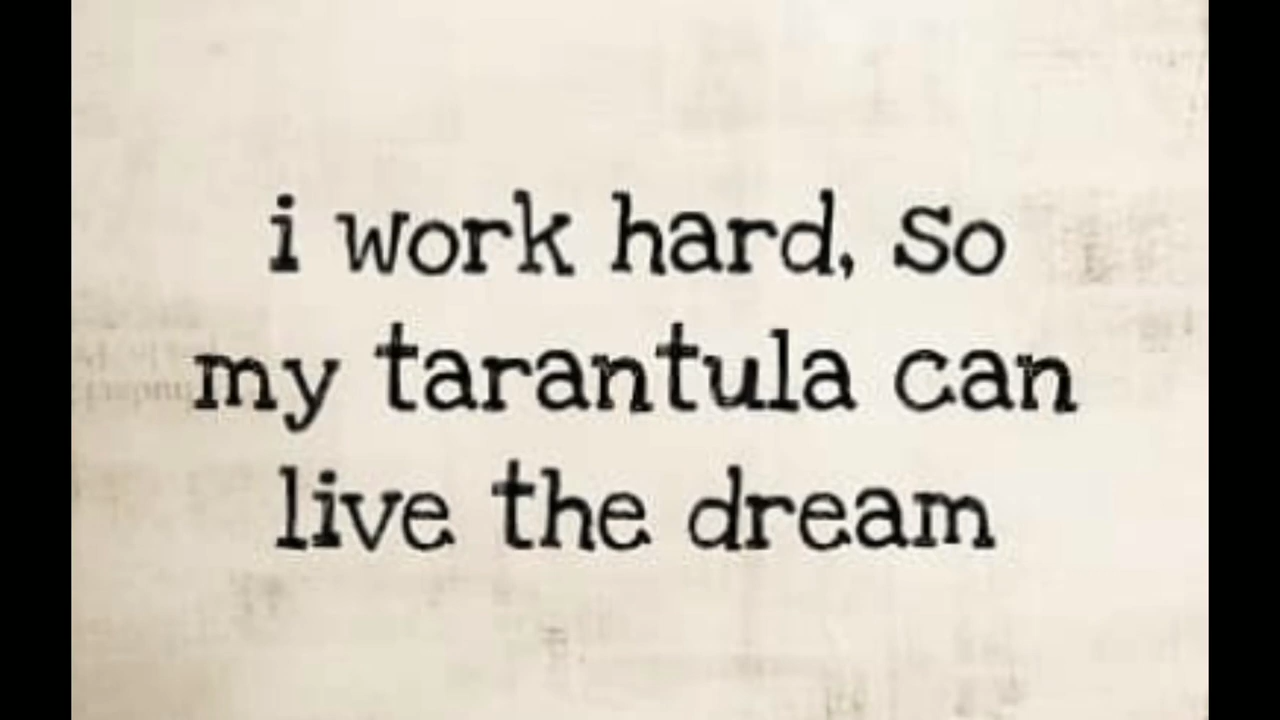 i work hard, so
my tarantula can
live the dream